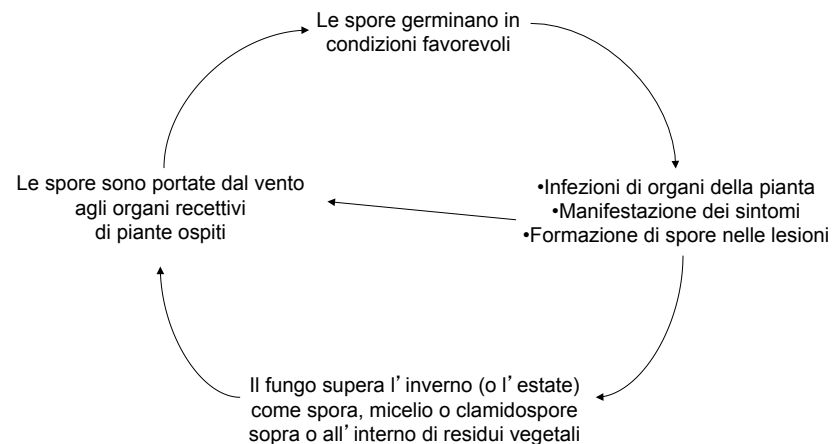 Le spore germinano in
condizioni favorevoli
Le spore sono portate dal vento
agli organi recettivi
di piante ospiti
•Infezioni di organi della pianta
•Manifestazione dei sintomi
•Formazione di spore nelle lesioni
Il fungo supera l’inverno (o l’estate)
come spora, micelio o clamidospore
sopra o all’interno di residui vegetali